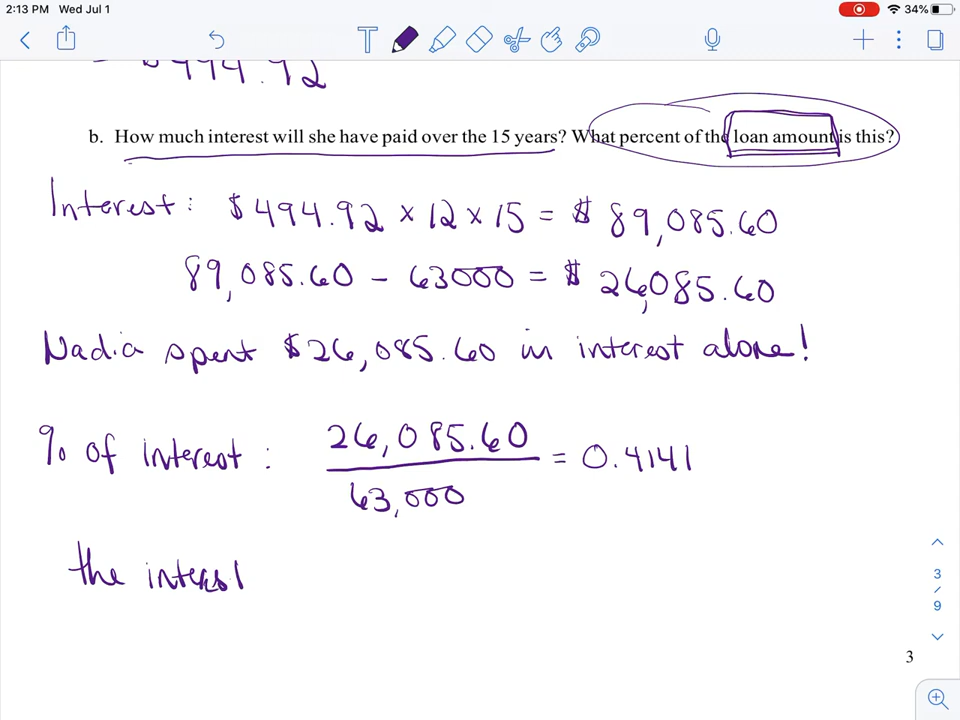 2:13 PM Wed Jul 1
34%
T
= $494.92
b. How much interest will she have paid over the 15 years? What percent of the loan amount is this?
Interest: $494.92 × 12 × 15 = $89,085.60
89,085.60 - 63000 = $26,085.60
Nadia spent $26,085.60 in interest alone!
% of interest: 26,085.60
= 0.4141
63,000
the interest
3
/
9
3